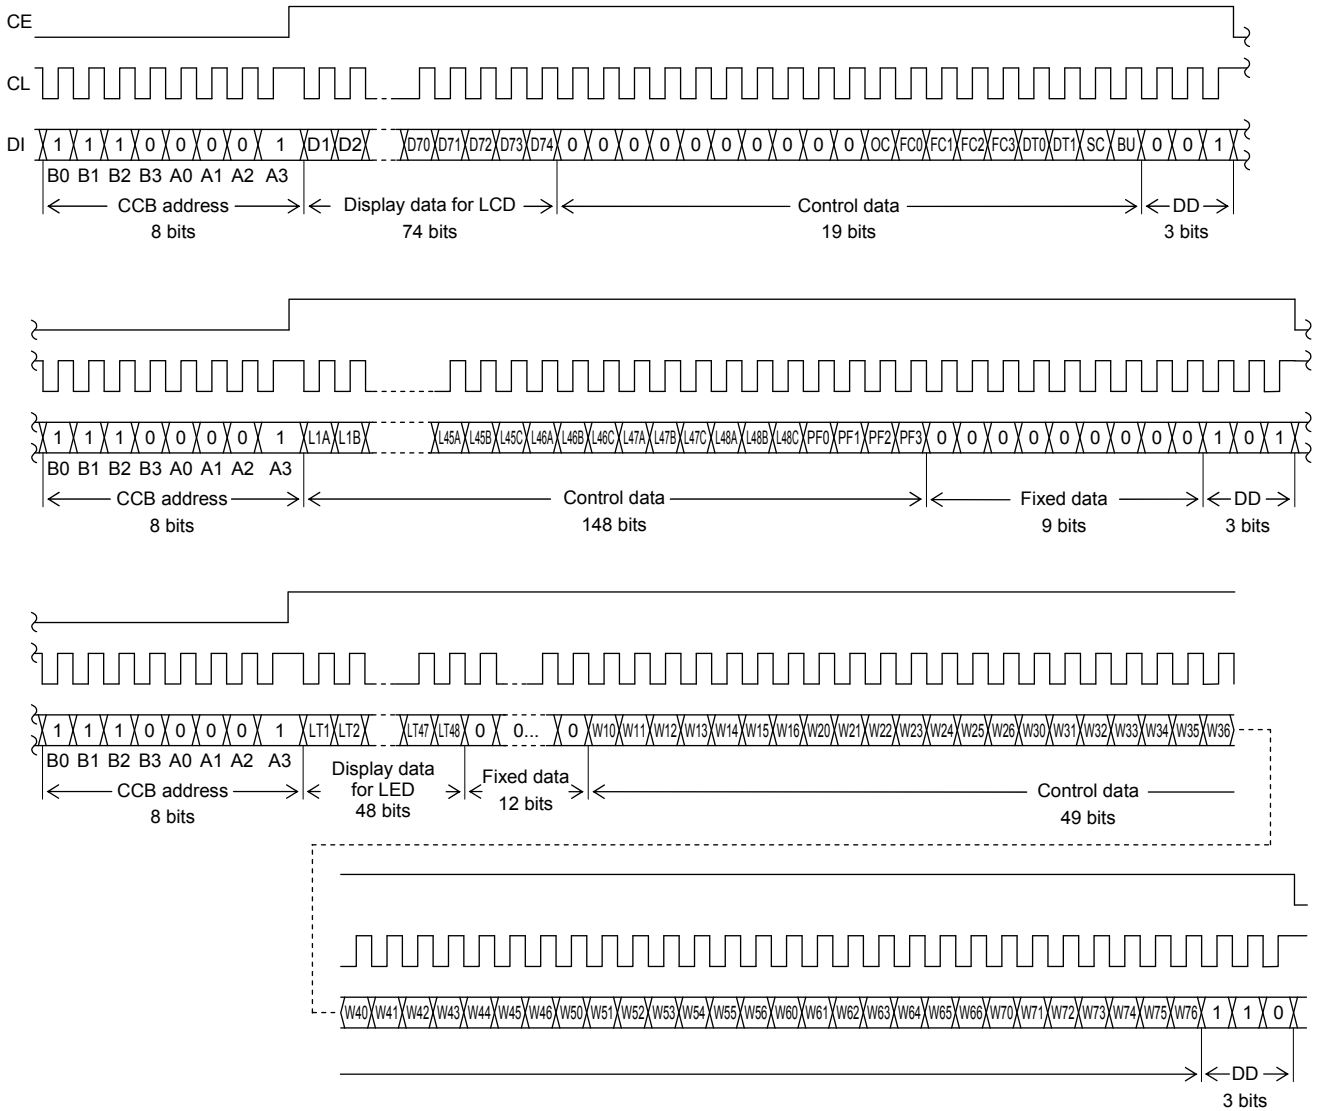 CE
CL
DI 1 1 1 0 0 0 0 1 D1 D2 D70 D71 D72 D73 D74 0 0 0 0 0 0 0 0 0 0 OC FC0 FC1 FC2 FC3 DT0 DT1 SC BU 0 0 1
B0 B1 B2 B3 A0 A1 A2 A3
CCB address Display data for LCD Control data DD
8 bits 74 bits 19 bits 3 bits
1 1 1 0 0 0 0 1 L1A L1B L45A L45B L45C L46A L46B L46C L47A L47B L47C L48A L48B L48C PF0 PF1 PF2 PF3 0 0 0 0 0 0 0 0 0 1 0 1
B0 B1 B2 B3 A0 A1 A2 A3
CCB address Control data Fixed data DD
8 bits 148 bits 9 bits 3 bits
1 1 1 0 0 0 0 1 LT1 LT2 LT47 LT48 0 0... 0 W10 W11 W12 W13 W14 W15 W16 W20 W21 W22 W23 W24 W25 W26 W30 W31 W32 W33 W34 W35 W36
B0 B1 B2 B3 A0 A1 A2 A3
CCB address Display data for LED Fixed data Control data
8 bits 48 bits 12 bits 49 bits
W40 W41 W42 W43 W44 W45 W46 W50 W51 W52 W53 W54 W55 W56 W60 W61 W62 W63 W64 W65 W66 W70 W71 W72 W73 W74 W75 W76 1 1 0
DD
3 bits